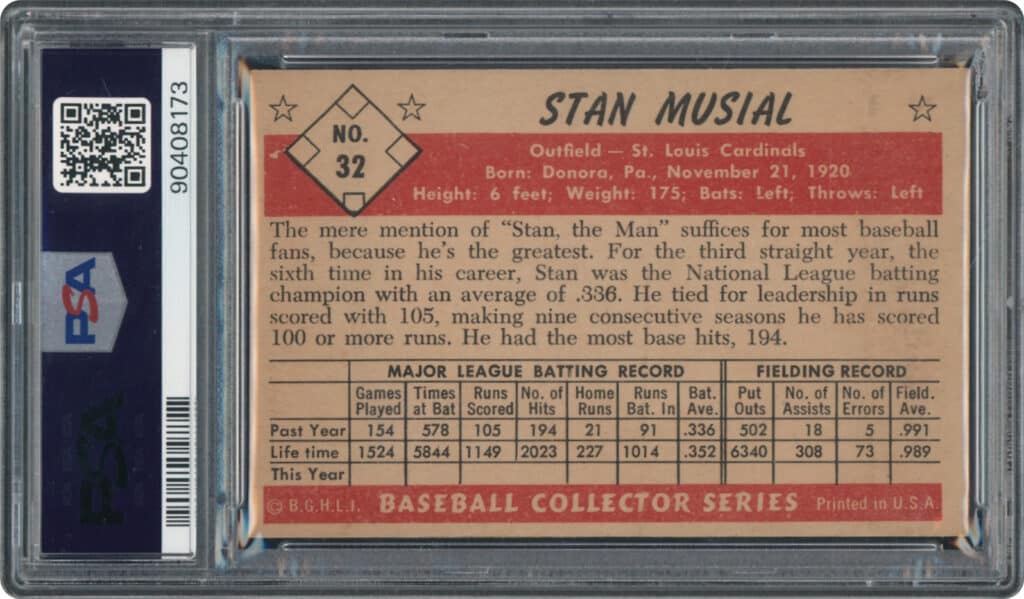 PSA
90408173
PSA
NO.
32
STAN MUSIAL
Outfield — St. Louis Cardinals
Born: Donora, Pa., November 21, 1920
Height: 6 feet; Weight: 175; Bats: Left; Throws: Left
The mere mention of “Stan, the Man” suffices for most baseball
fans, because he’s the greatest. For the third straight year, the
sixth time in his career, Stan was the National League batting
champion with an average of .336. He tied for leadership in runs
scored with 105, making nine consecutive seasons he has scored
100 or more runs. He had the most base hits, 194.
MAJOR LEAGUE BATTING RECORD FIELDING RECORD
Games Times Runs No. of Home Runs Bat. Put No. of No. of Field.
Played at Bat Scored Hits Runs Bat. In Ave. Outs Assists Errors Ave.
Past Year 154 578 105 194 21 91 .336 502 18 5 .991
Life time 1524 5844 1149 2023 227 1014 .352 6340 308 73 .989
This Year
© B.G.H.L.I. BASEBALL COLLECTOR SERIES Printed in U.S.A.